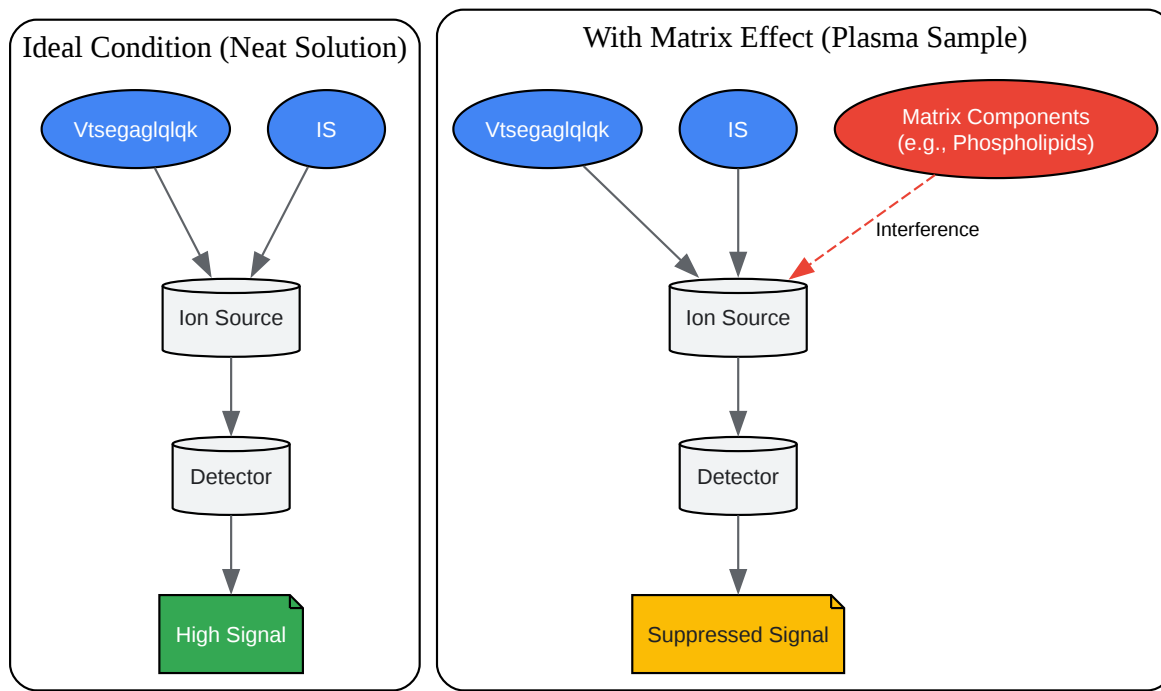 Ideal Condition (Neat Solution)
Vtsegaglqlqk
IS
Ion Source
Detector
High Signal
With Matrix Effect (Plasma Sample)
Vtsegaglqlqk
IS
Matrix Components
(e.g., Phospholipids)
Interference
Ion Source
Detector
Suppressed Signal